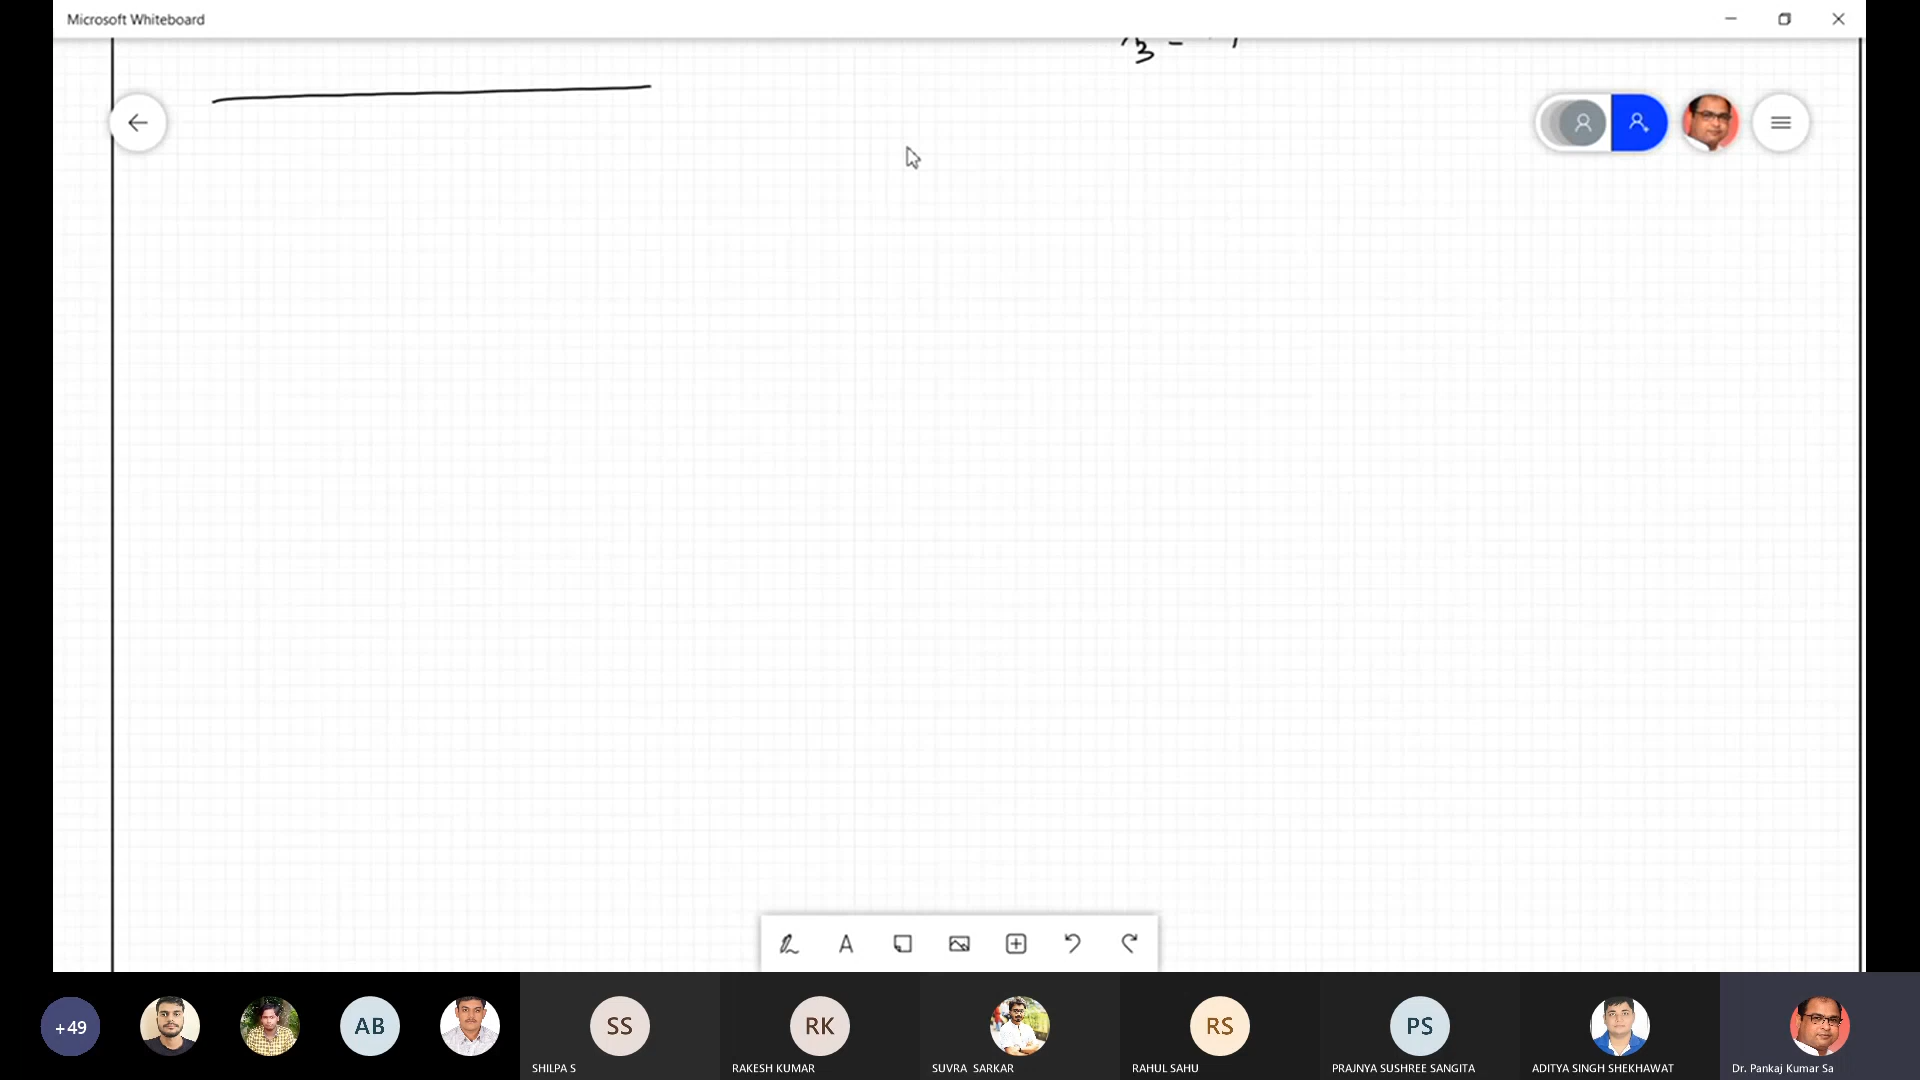 Microsoft Whiteboard
3 -
A
+49
AB
SS
RK
RS
PS
SHILPA S
RAKESH KUMAR
SUVRA SARKAR
RAHUL SAHU
PRAJNYA SUSHREE SANGITA
ADITYA SINGH SHEKHAWAT
Dr. Pankaj Kumar Sa